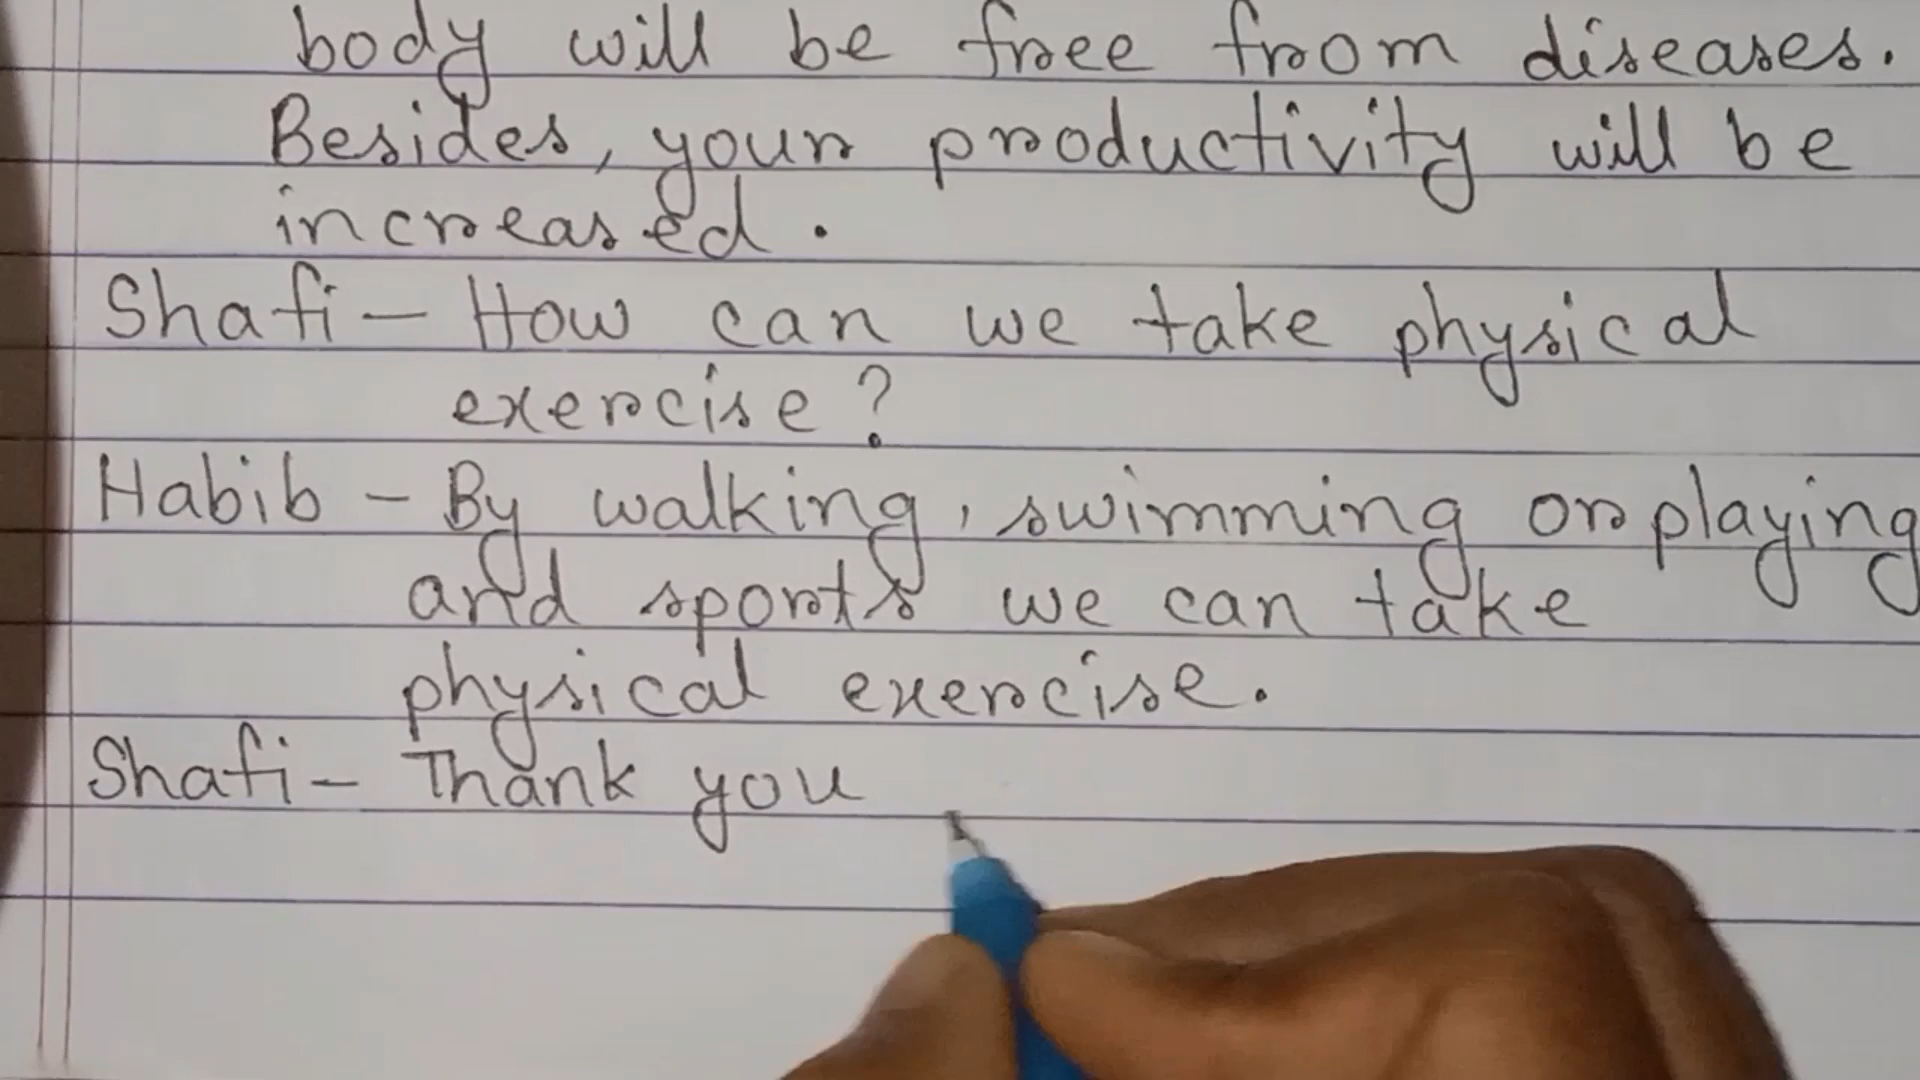 body will be free from diseases.
Besides, your productivity will be
increased.
Shafi - How can we take physical
exercise?
Habib - By walking, swimming or playing
and sports we can take
physical exercise.
Shafi - Thank you